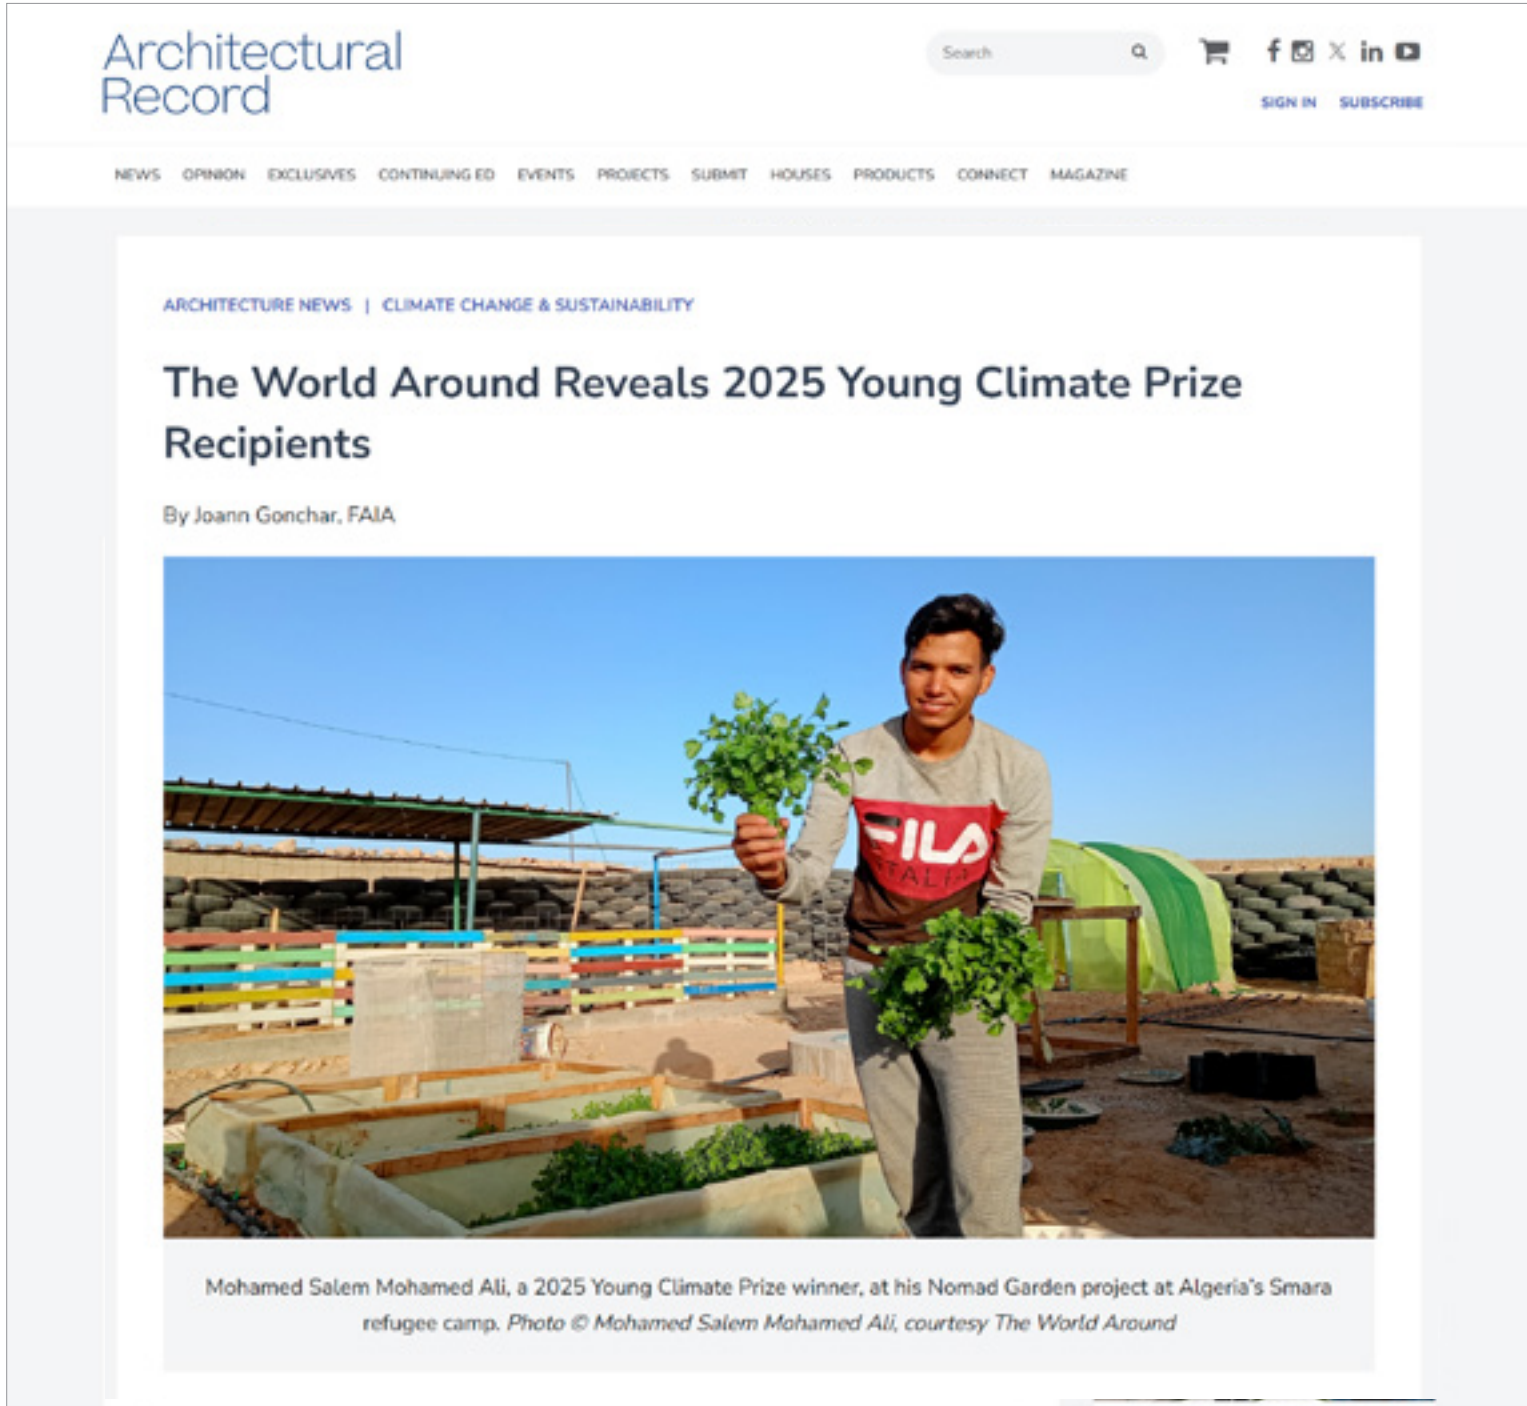 Architectural
Record
Search
SIGN IN SUBSCRIBE
NEWS OPINION EXCLUSIVES CONTINUING ED EVENTS PROJECTS SUBMIT HOUSES PRODUCTS CONNECT MAGAZINE
ARCHITECTURE NEWS | CLIMATE CHANGE & SUSTAINABILITY
The World Around Reveals 2025 Young Climate Prize
Recipients
By Joann Gonchar, FAIA
FILA
ITALIA
Mohamed Salem Mohamed Ali, a 2025 Young Climate Prize winner, at his Nomad Garden project at Algeria's Smara
refugee camp. Photo © Mohamed Salem Mohamed Ali, courtesy The World Around